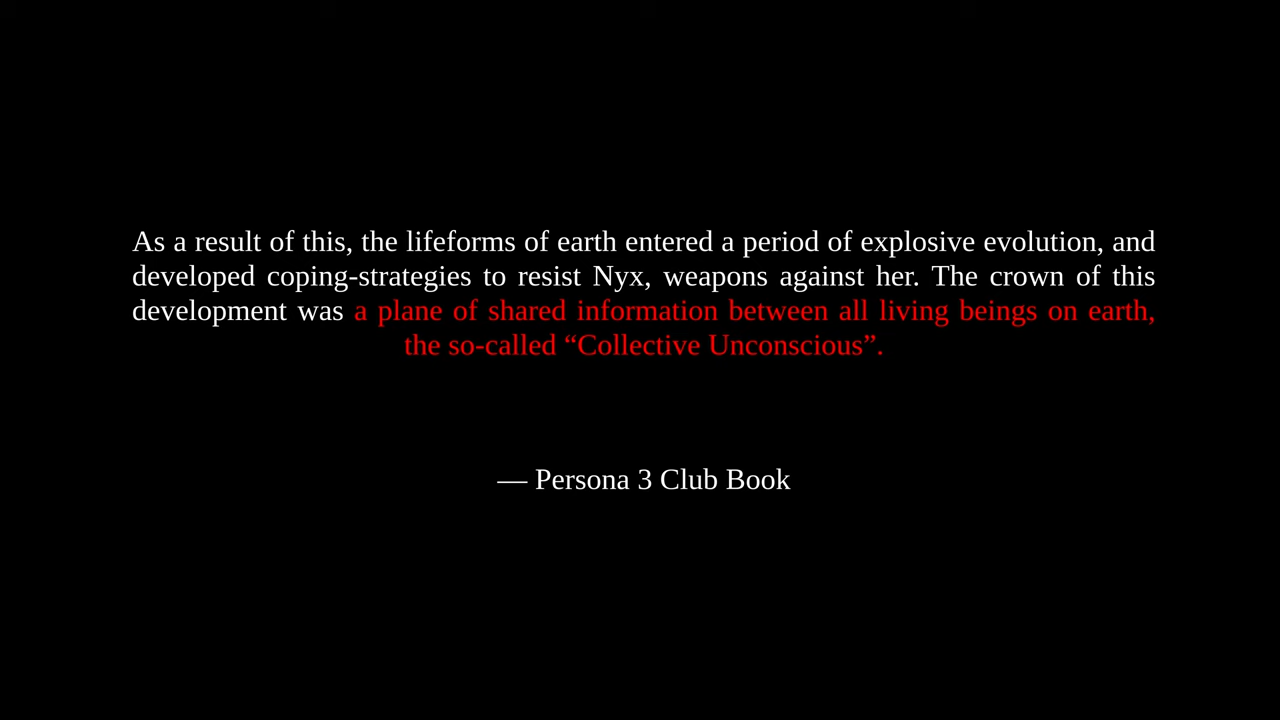 As a result of this, the lifeforms of earth entered a period of explosive evolution, and
developed coping-strategies to resist Nyx, weapons against her. The crown of this
development was a plane of shared information between all living beings on earth,
the so-called “Collective Unconscious”.
— Persona 3 Club Book